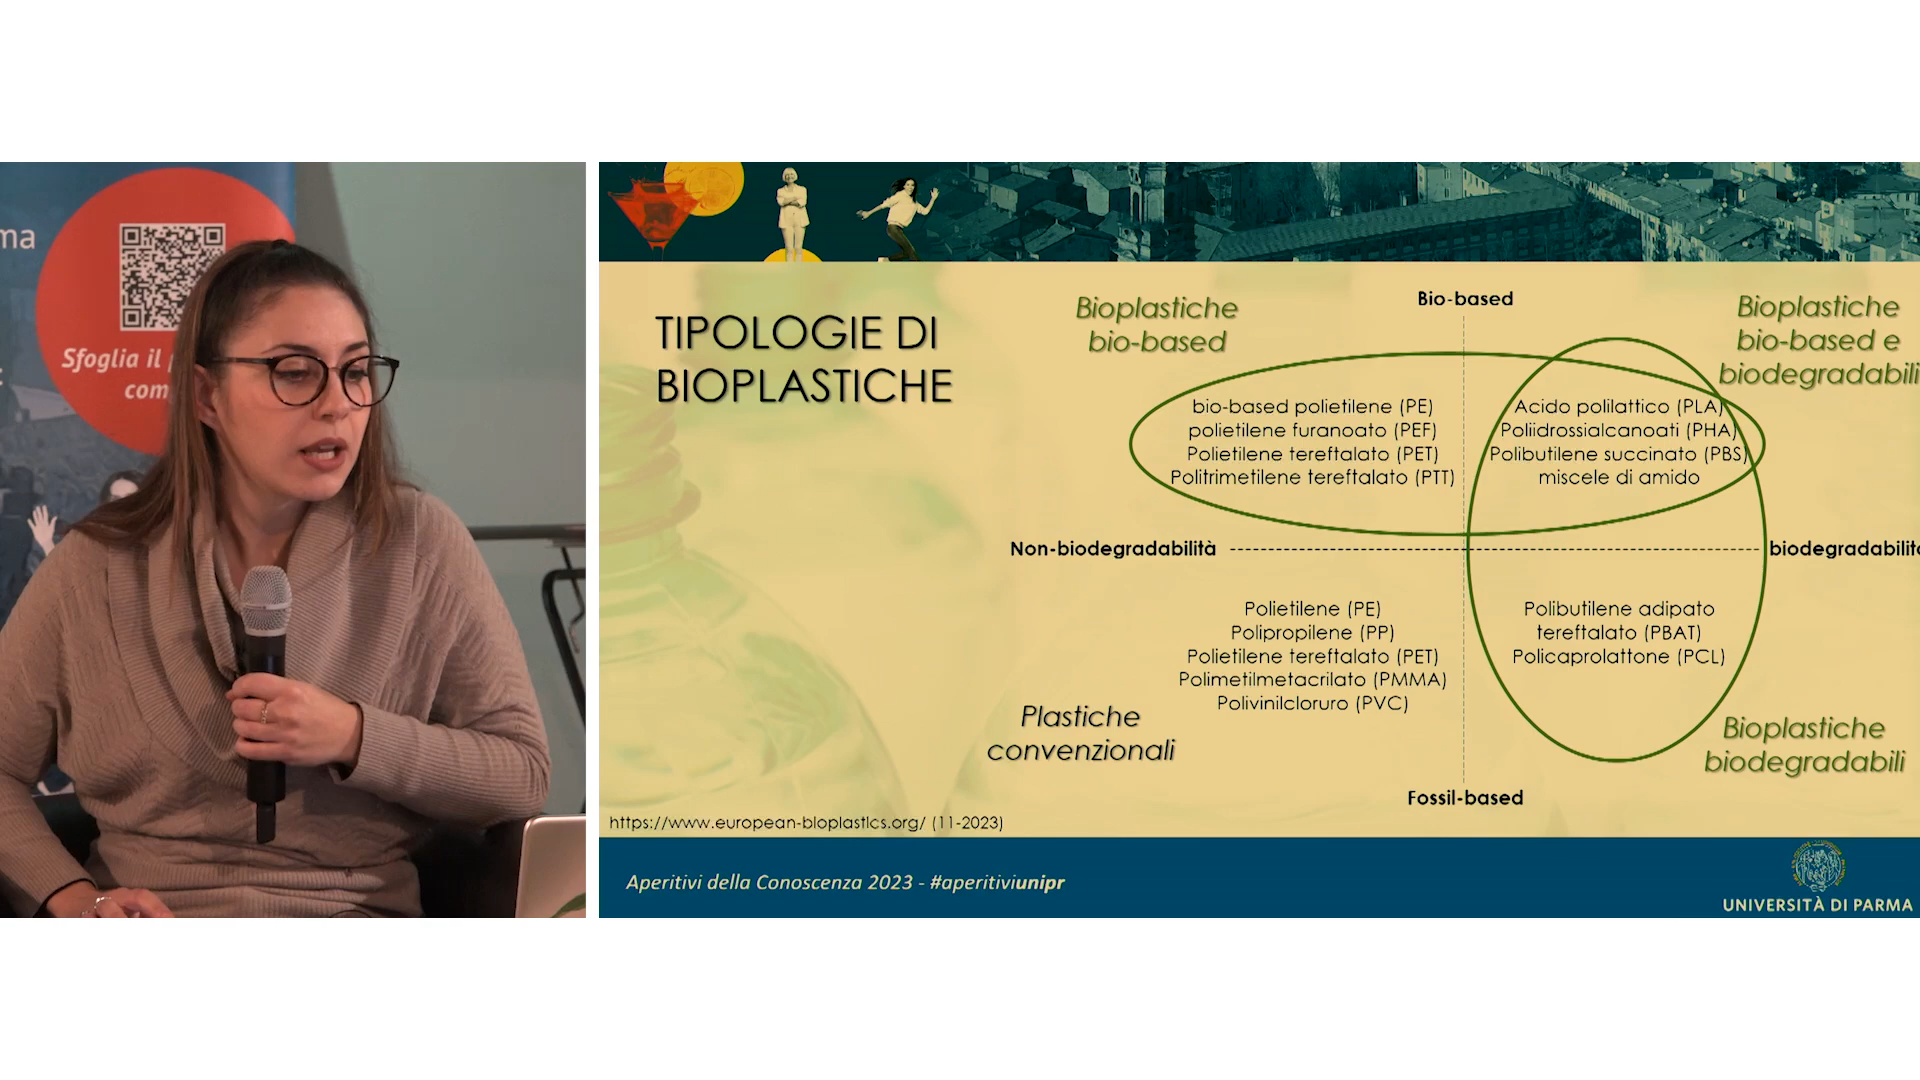 ma
Sfoglia il
com
TIPOLOGIE DI
BIOPLASTICHE
Bioplastiche
bio-based
Bio-based
Bioplastiche
bio-based e
biodegradabili
bio-based polietilene (PE)
polietilene furanoato (PEF)
Polietilene tereftalato (PET)
Politrimetilene tereftalato (PTT)
Acido polilattico (PLA)
Poliidrossialcanoati (PHA)
Polibutilene succinato (PBS)
miscele di amido
Non-biodegradabilità
biodegradabilità
Polietilene (PE)
Polipropilene (PP)
Polietilene tereftalato (PET)
Polimetilmetacrilato (PMMA)
Polivinilcloruro (PVC)
Polibutilene adipato
tereftalato (PBAT)
Policaprolattone (PCL)
Plastiche
convenzionali
Bioplastiche
biodegradabili
Fossil-based
https://www.european-bioplastics.org/ (11-2023)
Aperitivi della Conoscenza 2023 - #aperitiviunipr
UNIVERSITÀ DI PARMA